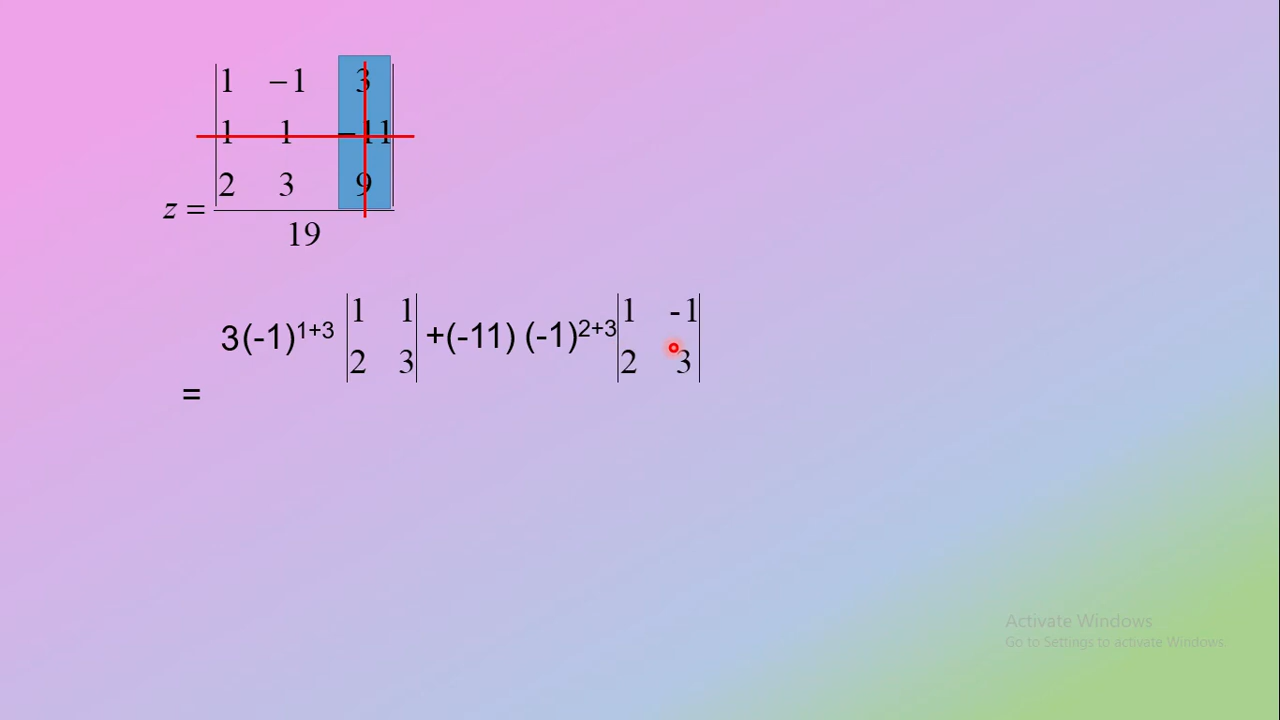 1 −1 3
1 1 −11
2 3 9
z =
19
1 1 1 -1
3(-1)1+3 +(-11) (-1)2+3
2 3 2 3
=
Activate Windows
Go to Settings to activate Windows.